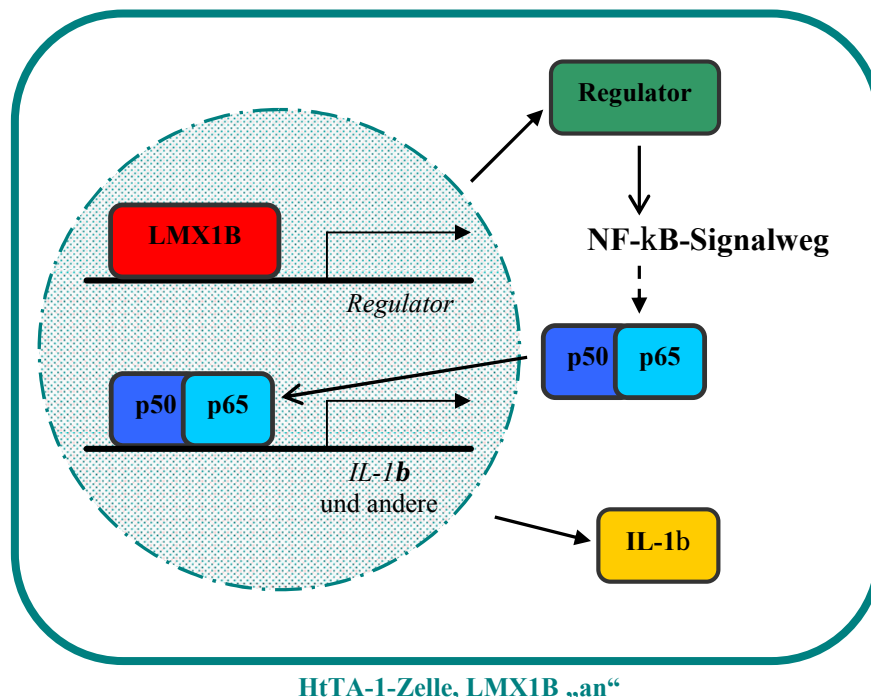 Regulator
LMX1B
NF-kB-Signalweg
Regulator
p50 p65
p50 p65
IL-1b
und andere
IL-1b
HtTA-1-Zelle, LMX1B „an“